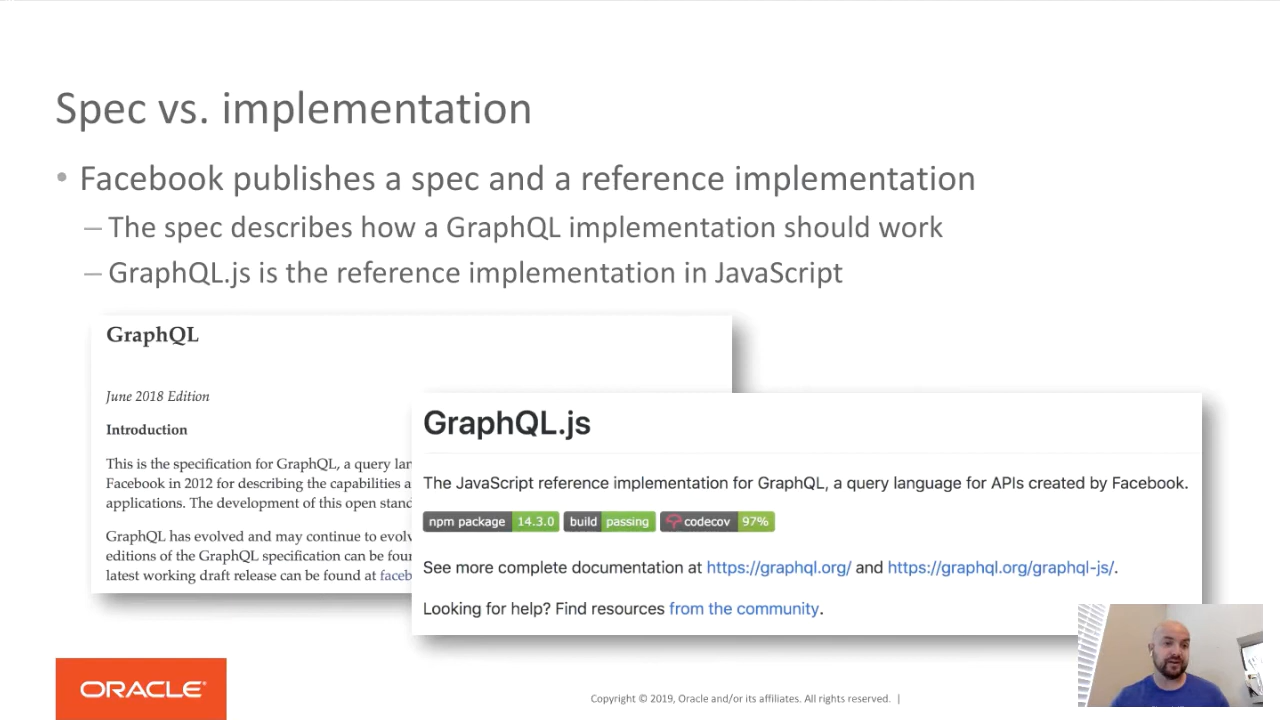 Spec vs. implementation
• Facebook publishes a spec and a reference implementation
– The spec describes how a GraphQL implementation should work
– GraphQL.js is the reference implementation in JavaScript
GraphQL
June 2018 Edition
Introduction
This is the specification for GraphQL, a query
Facebook in 2012 for describing the capabilities
applications. The development of this open
GraphQL has evolved and may continue to
editions of the GraphQL specification can be
latest working draft release can be found at
GraphQL.js
The JavaScript reference implementation for GraphQL, a query language for APIs created by Facebook.
npm package 14.3.0 build passing codecov 97%
See more complete documentation at https://graphql.org/ and https://graphql.org/graphql-js/.
Looking for help? Find resources from the community.
ORACLE®
Copyright © 2019, Oracle and/or its affiliates. All rights reserved. |